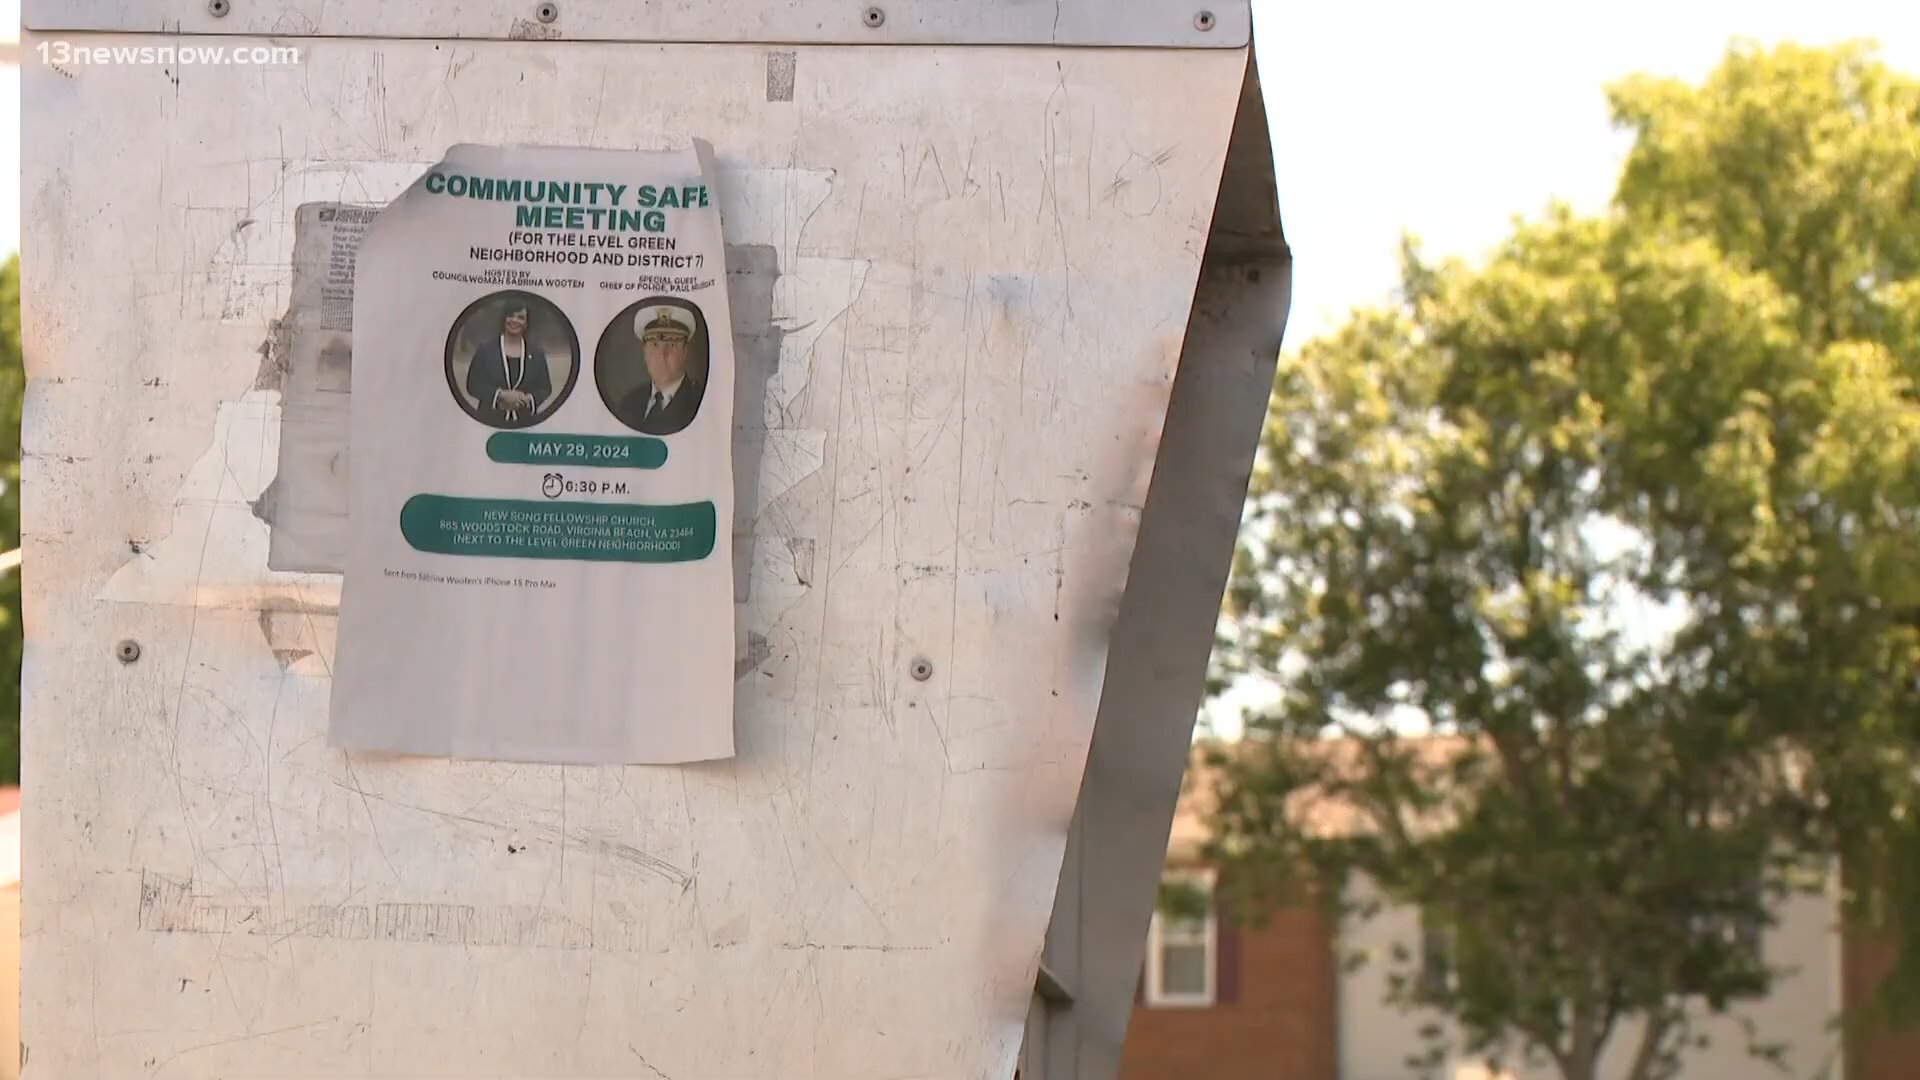 13newsnow.com
COMMUNITY SAFE
MEETING
(FOR THE LEVEL GREEN
NEIGHBORHOOD AND DISTRICT 7)
HOSTED BY
COUNCILWOMAN SABRINA WOOTEN
SPECIAL GUEST
CHIEF OF POLICE, PAUL
MAY 29, 2024
6:30 P.M.
NEW SONG FELLOWSHIP CHURCH,
865 WOODSTOCK ROAD, VIRGINIA BEACH, VA 23464
(NEXT TO THE LEVEL GREEN NEIGHBORHOOD)
Sent from Sabrina Wooten's iPhone 15 Pro Max